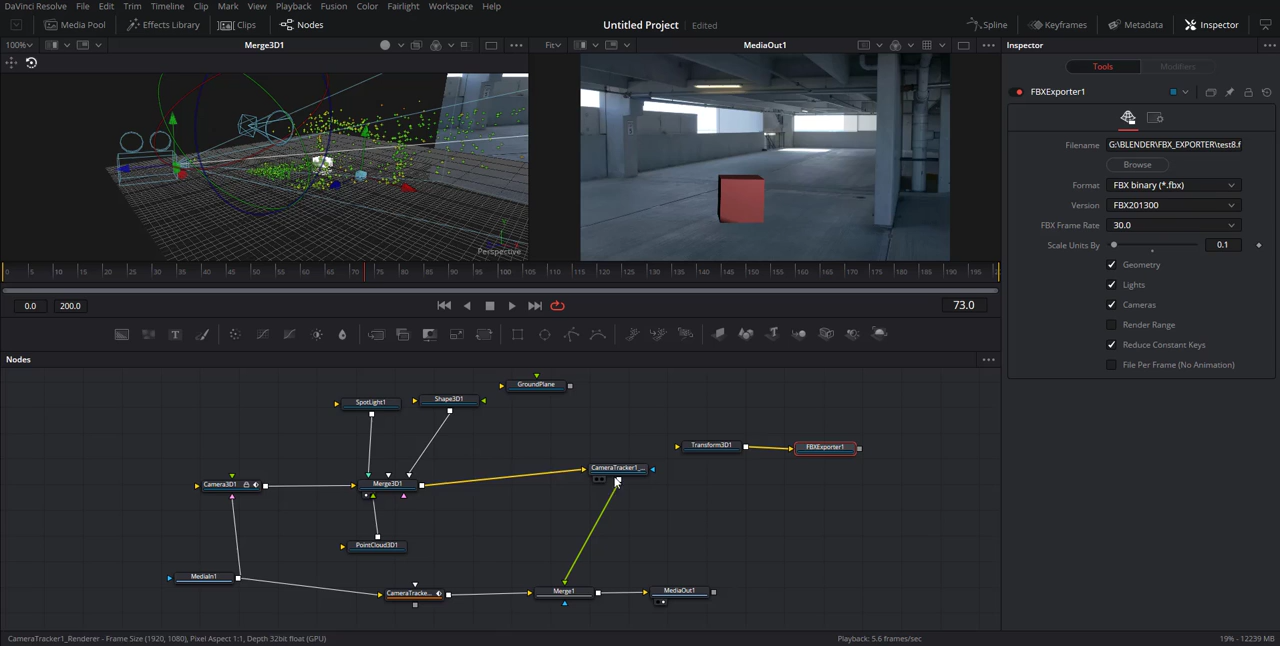 DaVinci Resolve File Edit Trim Timeline Clip Mark View Playback Fusion Color Fairlight Workspace Help
Media Pool Effects Library Clips Nodes Untitled Project Edited Spline Keyframes Metadata Inspector
100% Merge3D1 Fit MediaOut1 Inspector
Tools Modifiers
FBXExporter1
Filename G:\BLENDER\FBX_EXPORTER\test8.f
Browse
Format FBX binary (*.fbx)
Version FBX201300
FBX Frame Rate 30.0
Scale Units By 0.1
Geometry
Lights
Cameras
Render Range
Reduce Constant Keys
File Per Frame (No Animation)
Perspective
0 5 10 15 20 25 30 35 40 45 50 55 60 65 70 75 80 85 90 95 100 105 110 115 120 125 130 135 140 145 150 155 160 165 170 175 180 185 190 195
0.0 200.0 73.0
Nodes
GroundPlane
SpotLight1 Shape3D1
Transform3D1 FBXExporter1
CameraTracker1_...
Camera3D1 Merge3D1
PointCloud3D1
MediaIn1
CameraTracke... Merge1 MediaOut1
CameraTracker1_Renderer - Frame Size (1920, 1080), Pixel Aspect 1:1, Depth 32bit float (GPU) Playback: 5.6 frames/sec 19% - 12239 MB